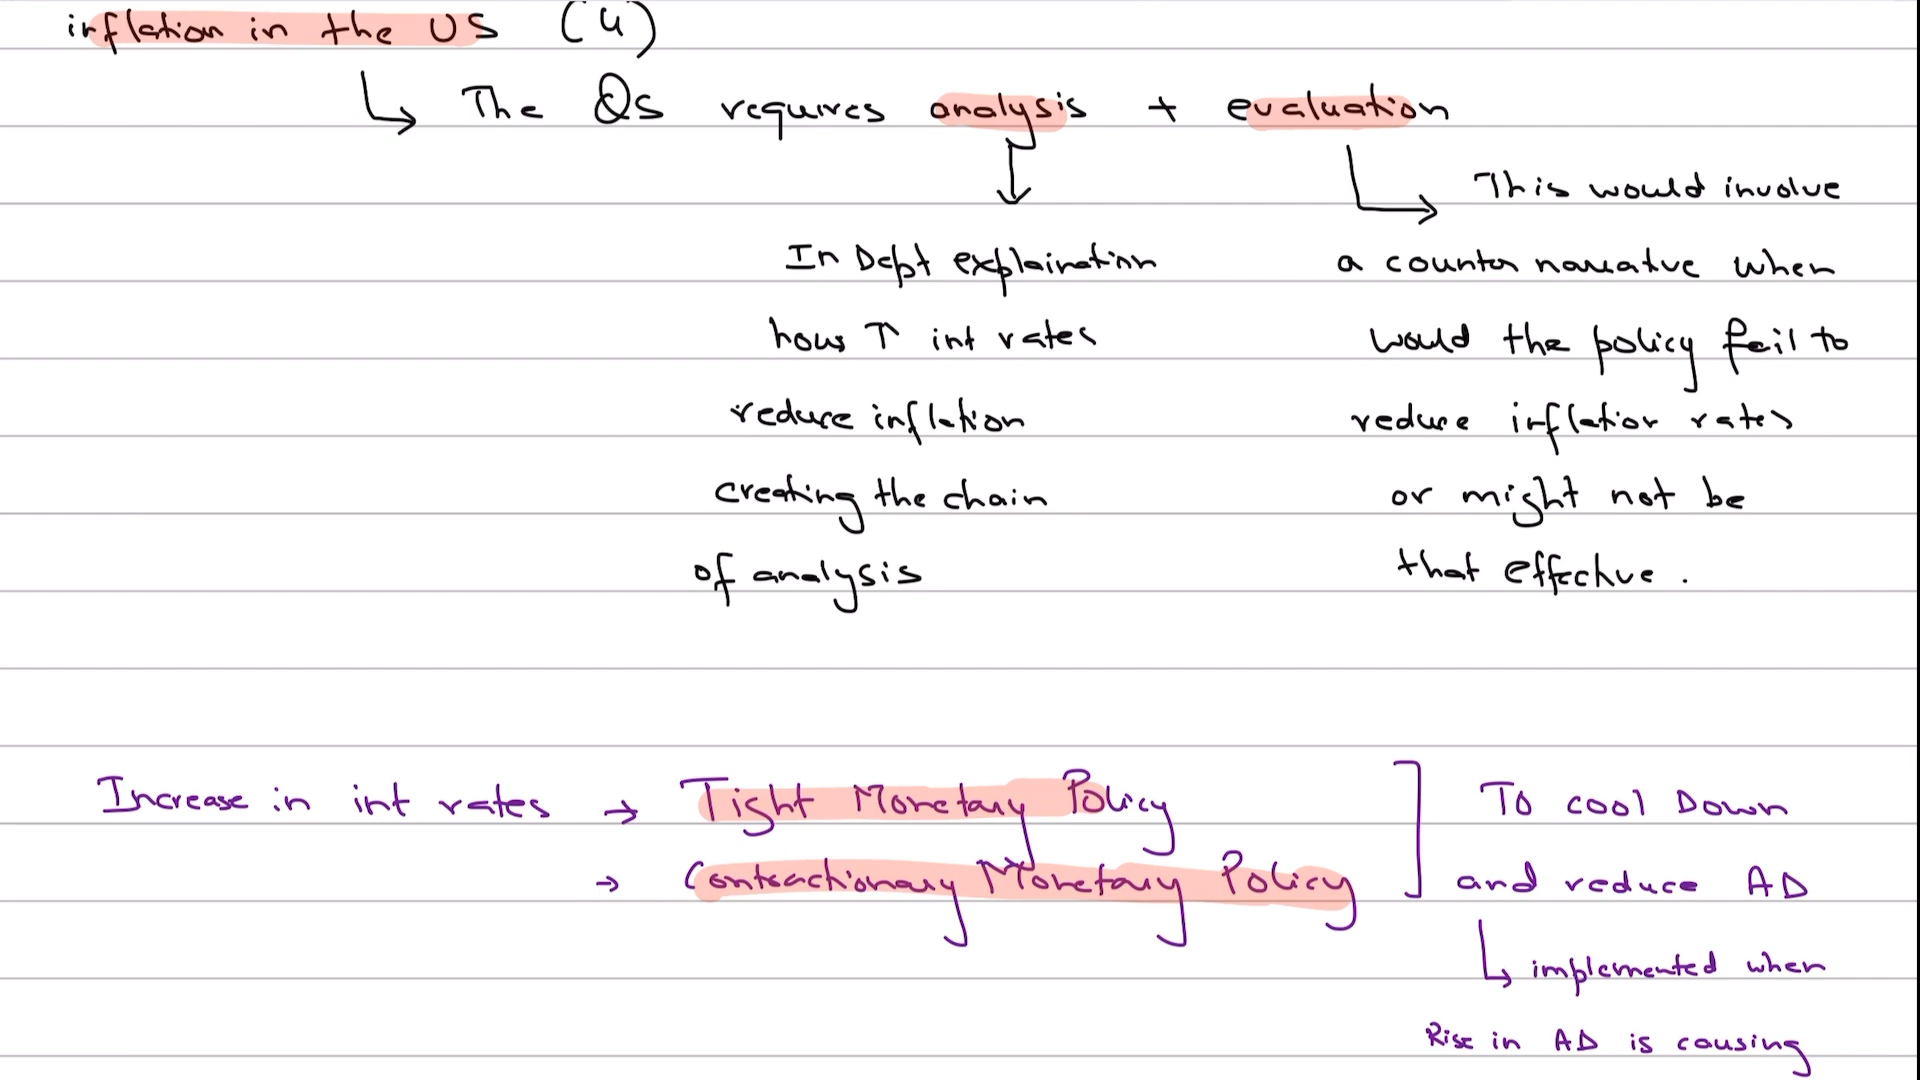 inflation in the US (4)
↳ The Qs requires analysis + evaluation
↓
In Dept explaination
how ↑ int rates
reduce inflation
creating the chain
of analysis
↳ This would involve
a counter narrative when
would the policy fail to
reduce inflation rates
or might not be
that effective.
Increase in int rates → Tight Monetary Policy
→ Contractionary Monetary Policy
] To cool Down
and reduce AD
↳ implemented when
Rise in AD is causing